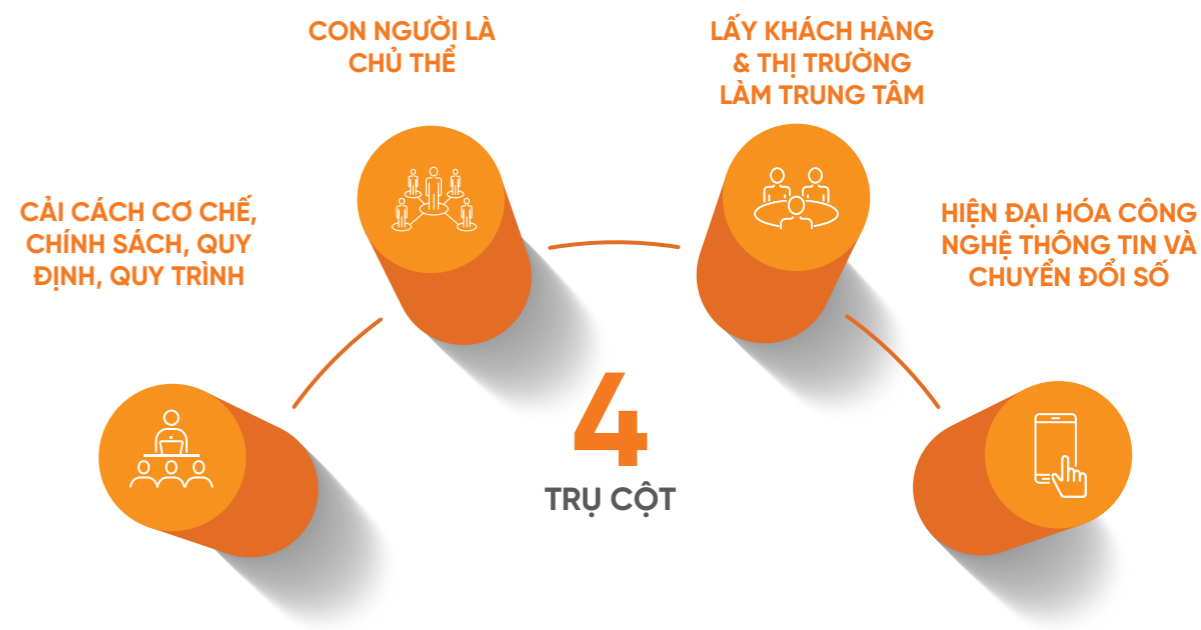 CON NGƯỜI LÀ
CHỦ THỂ
LẤY KHÁCH HÀNG
& THỊ TRƯỜNG
LÀM TRUNG TÂM
CẢI CÁCH CƠ CHẾ,
CHÍNH SÁCH, QUY
ĐỊNH, QUY TRÌNH
HIỆN ĐẠI HÓA CÔNG
NGHỆ THÔNG TIN VÀ
CHUYỂN ĐỔI SỐ
4
TRỤ CỘT